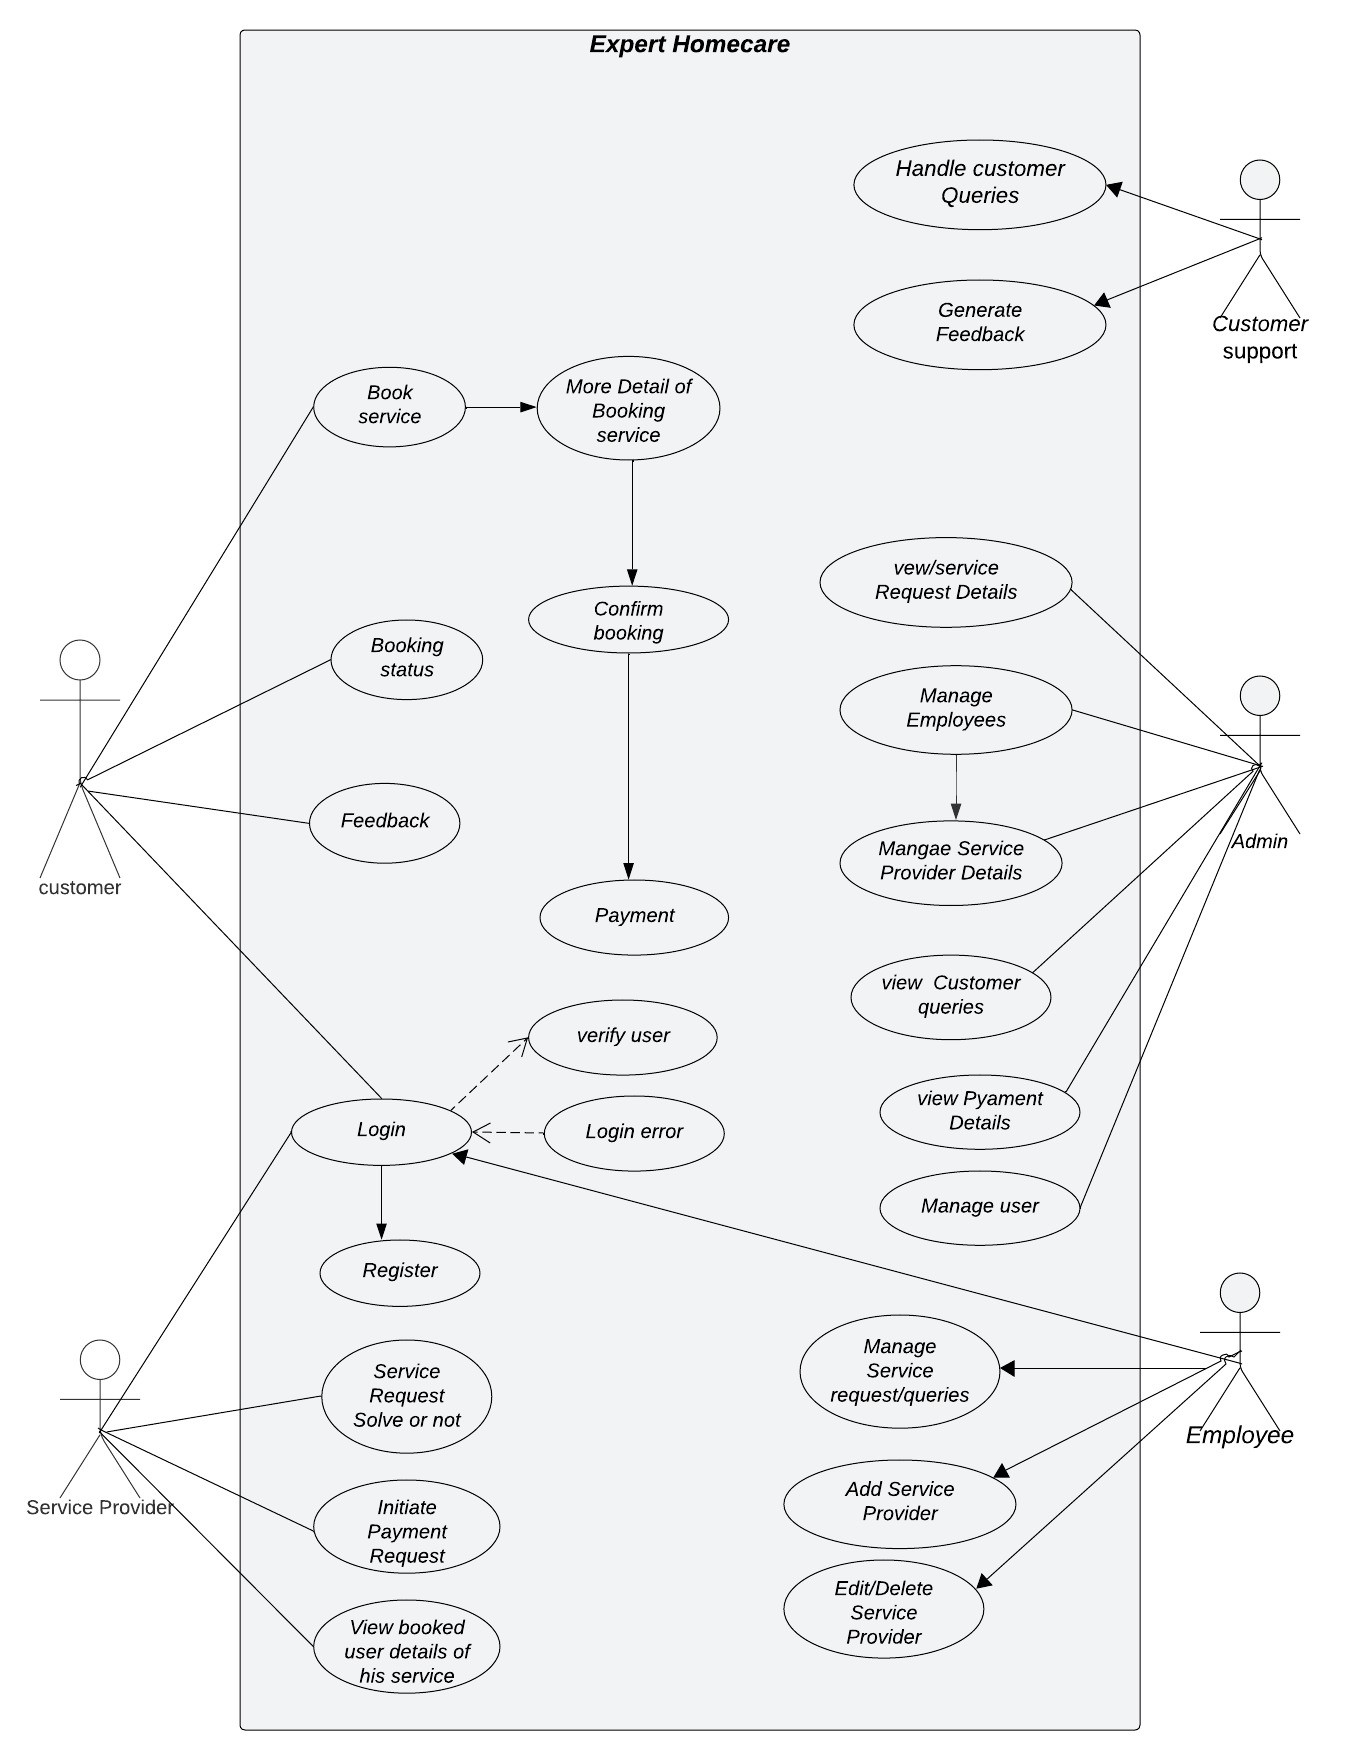 Expert Homecare
Handle customer
Queries
Generate
Feedback
Customer
support
Book
service
More Detail of
Booking
service
vew/service
Request Details
Confirm
booking
Booking
status
Manage
Employees
Feedback
customer
Mangae Service
Provider Details
Admin
Payment
view  Customer
queries
verify user
view Pyament
Details
Login
Login error
Manage user
Register
Manage
Service
request/queries
Employee
Service
Request
Solve or not
Service Provider
Add Service
Provider
Initiate
Payment
Request
Edit/Delete
Service
Provider
View booked
user details of
his service